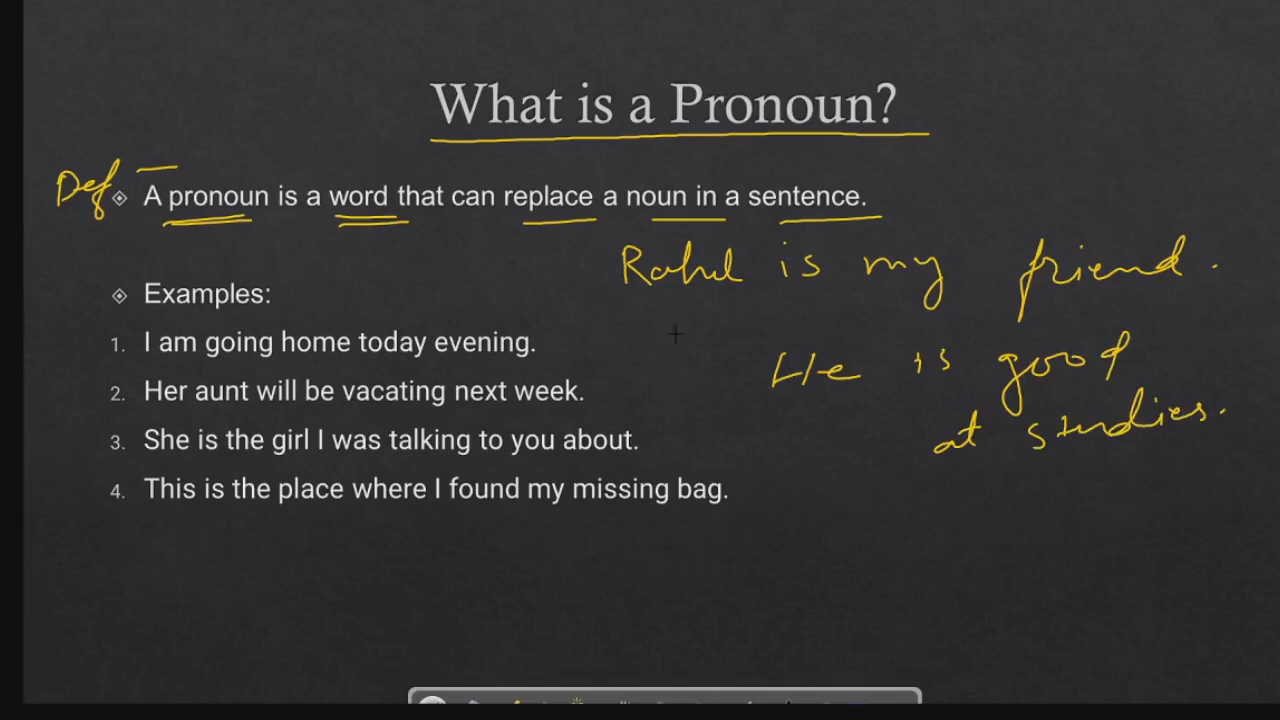 What is a Pronoun?
Def
A pronoun is a word that can replace a noun in a sentence.
Rahul is my friend.
Examples:
1. I am going home today evening.
He is good
2. Her aunt will be vacating next week.
at studies.
3. She is the girl I was talking to you about.
4. This is the place where I found my missing bag.